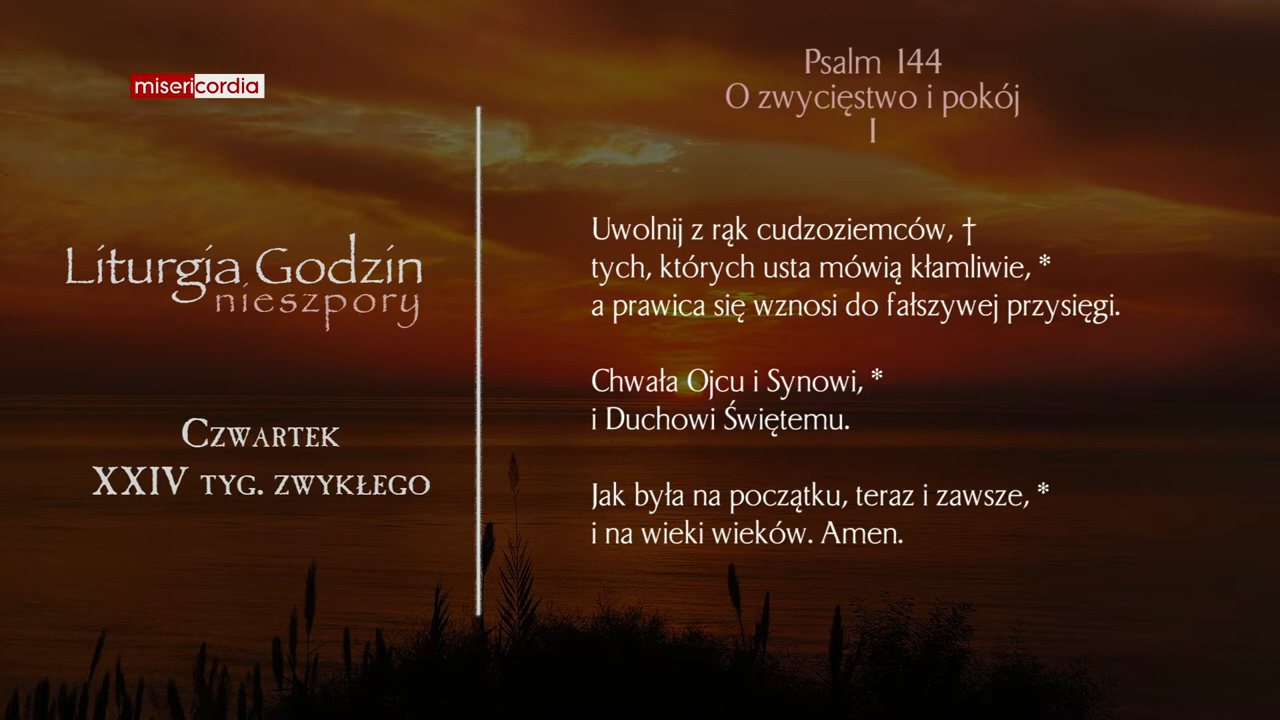 misericordia
Liturgia Godzin
nieszpory
Czwartek
XXIV tyg. zwykłego
Psalm 144
O zwycięstwo i pokój
I
Uwolnij z rąk cudzoziemców, †
tych, których usta mówią kłamliwie, *
a prawica się wznosi do fałszywej przysięgi.
Chwała Ojcu i Synowi, *
i Duchowi Świętemu.
Jak była na początku, teraz i zawsze, *
i na wieki wieków. Amen.